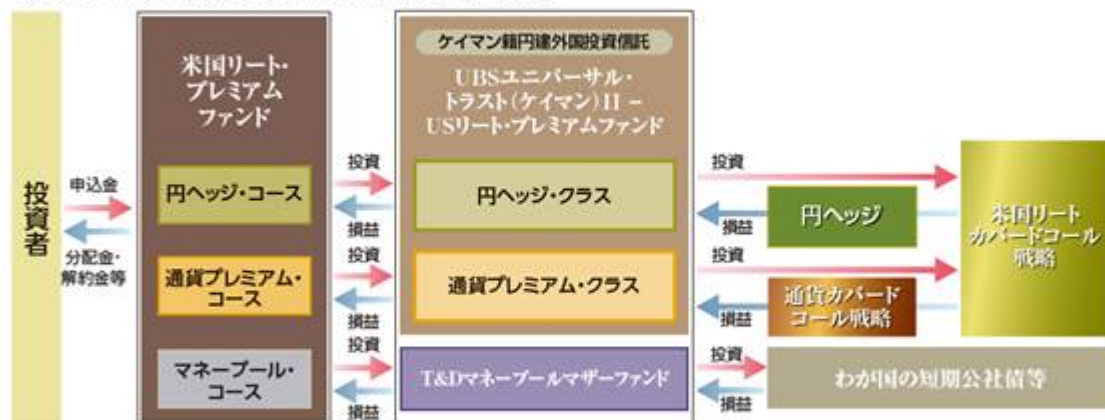 投資者
申込金
分配金・
解約金等
米国リート・
プレミアム
ファンド
円ヘッジ・コース
通貨プレミアム・
コース
マネープール・
コース
投資
損益
投資
損益
投資
損益
ケイマン籍円建外国投資信託
UBSユニバーサル・
トラスト(ケイマン)II −
USリート・プレミアムファンド
円ヘッジ・クラス
通貨プレミアム・クラス
T&Dマネープールマザーファンド
投資
損益
円ヘッジ
投資
損益
通貨カバード
コール戦略
投資
損益
米国リート
カバードコール
戦略
わが国の短期公社債等